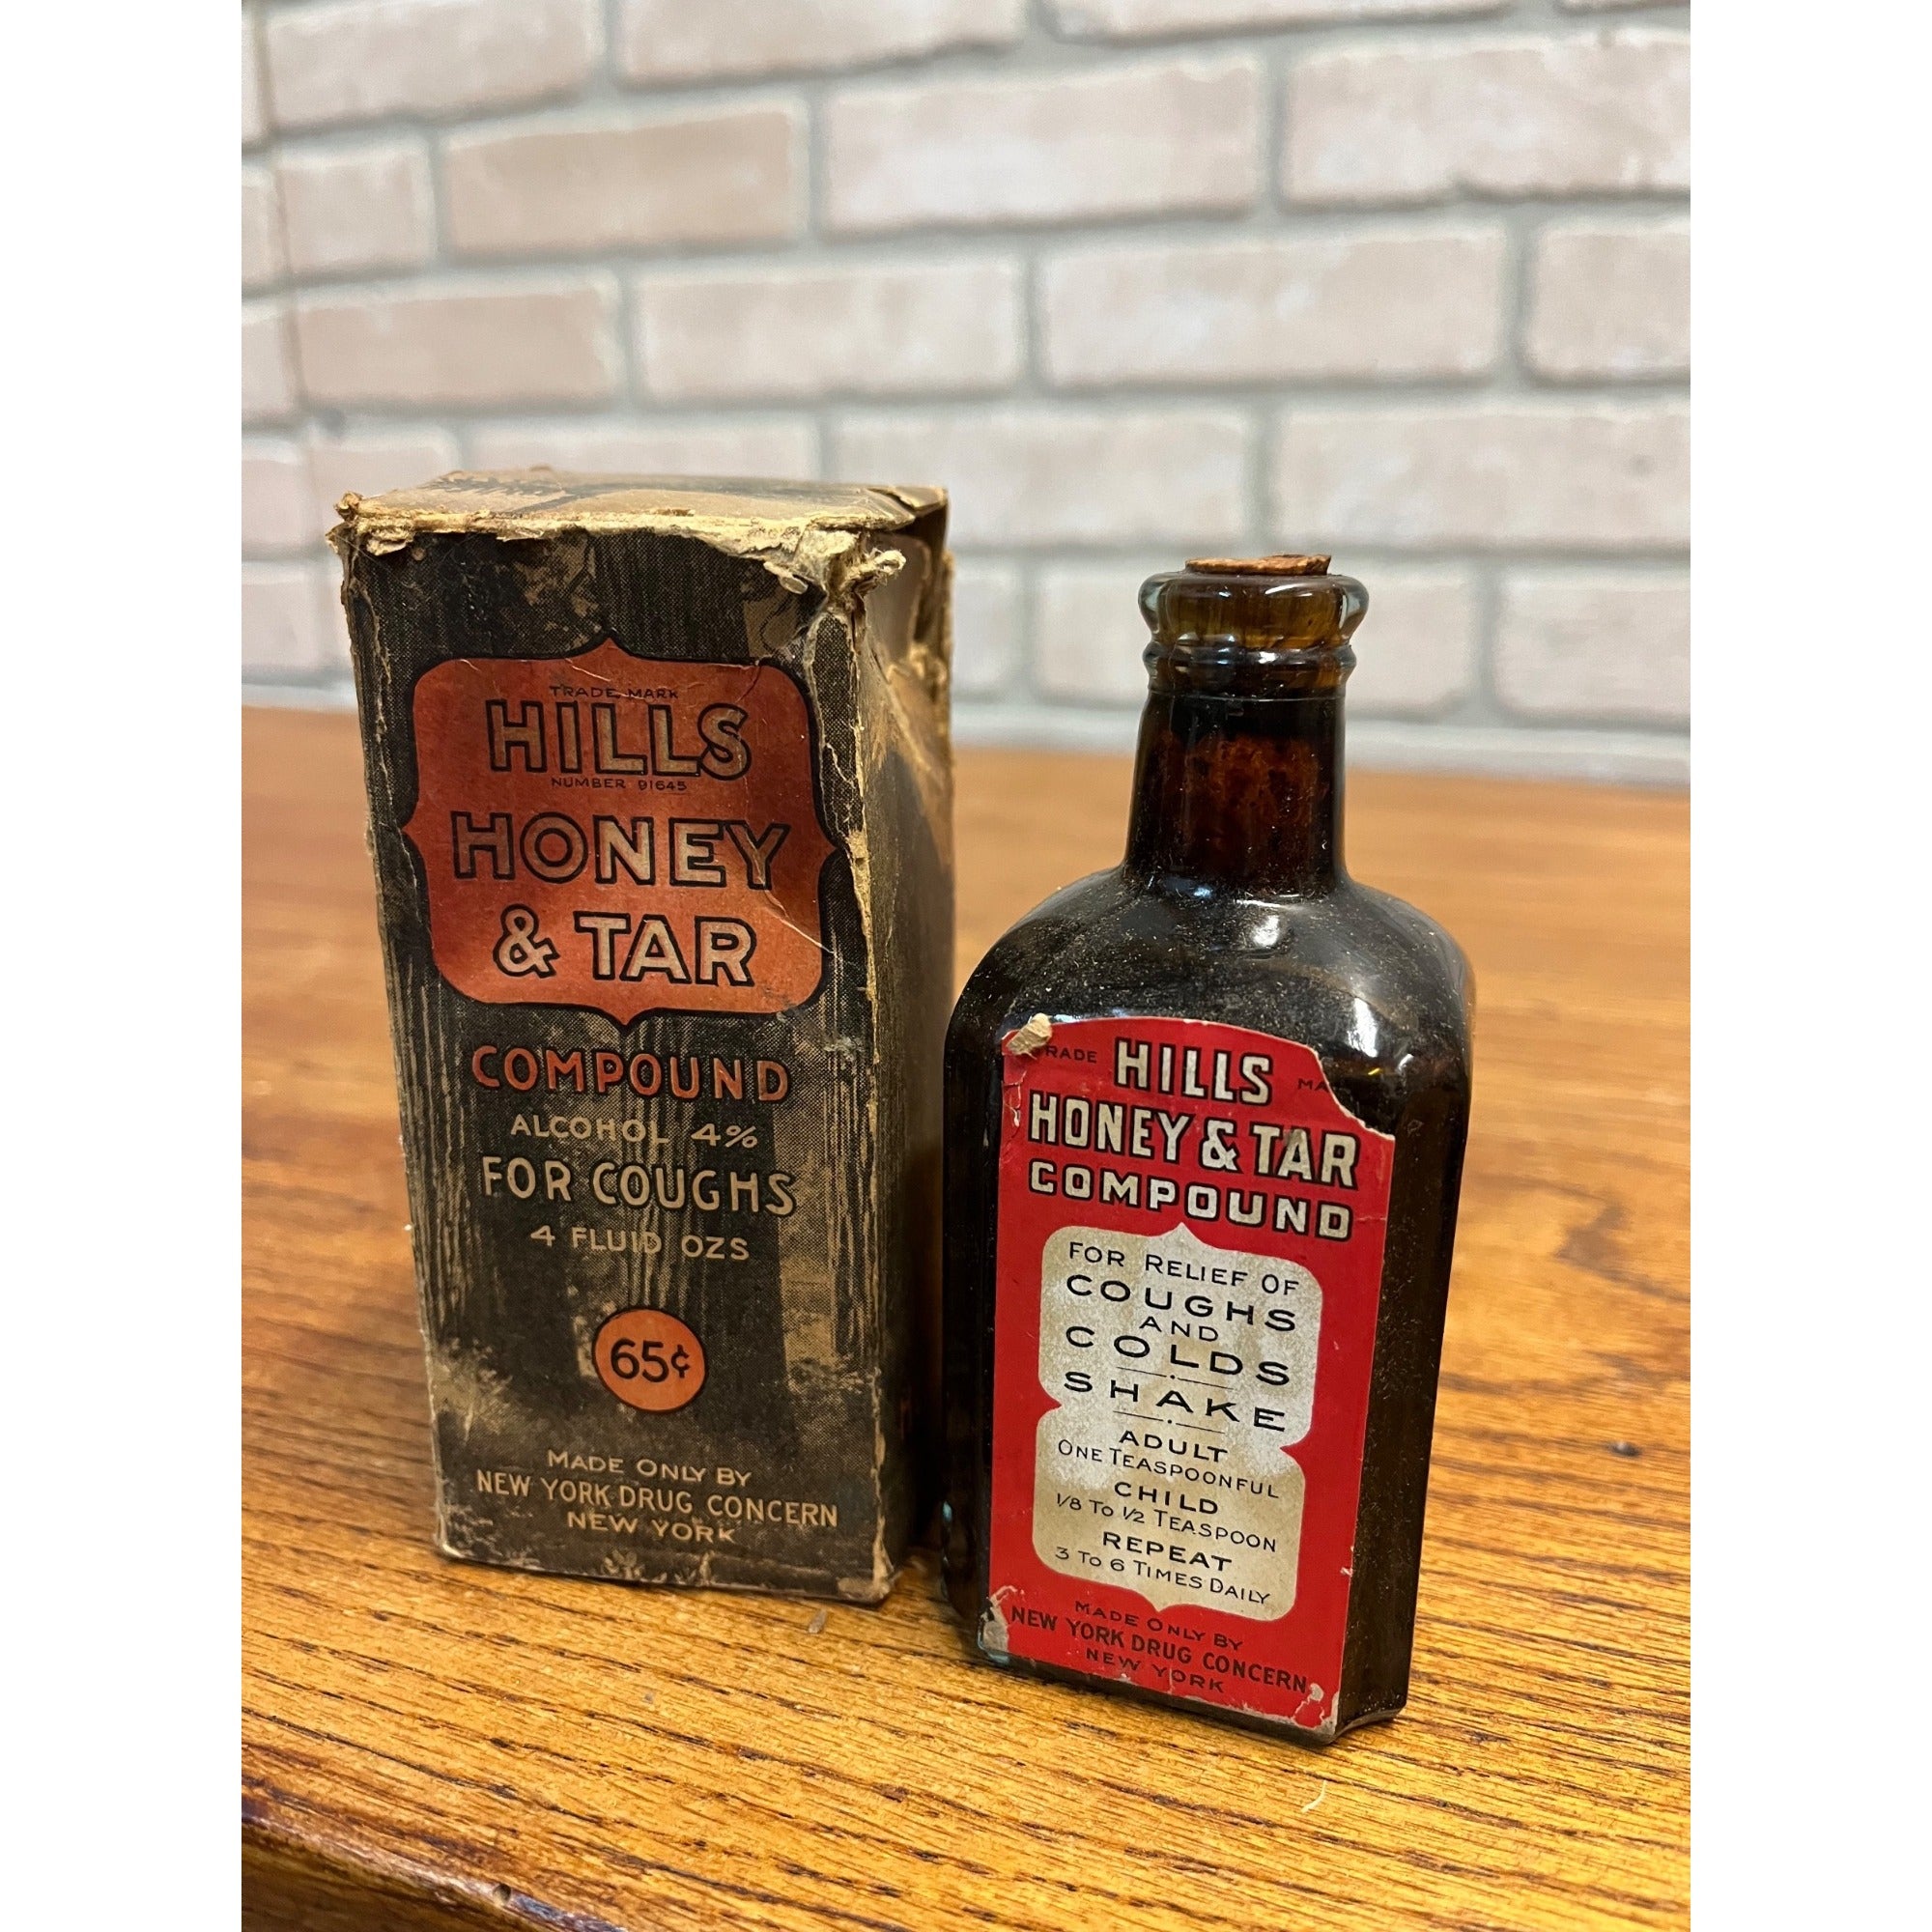 TRADE MARK
HILLS
NUMBER 91645
HONEY
& TAR
COMPOUND
ALCOHOL 4%
FOR COUGHS
4 FLUID OZS
65¢
MADE ONLY BY
NEW YORK DRUG CONCERN
NEW YORK
RADE HILLS MA
HONEY & TAR
COMPOUND
FOR RELIEF OF
COUGHS
AND
COLDS
SHAKE
ADULT
ONE TEASPOONFUL
CHILD
1/8 TO 1/2 TEASPOON
REPEAT
3 TO 6 TIMES DAILY
MADE ONLY BY
NEW YORK DRUG CONCERN
NEW YORK